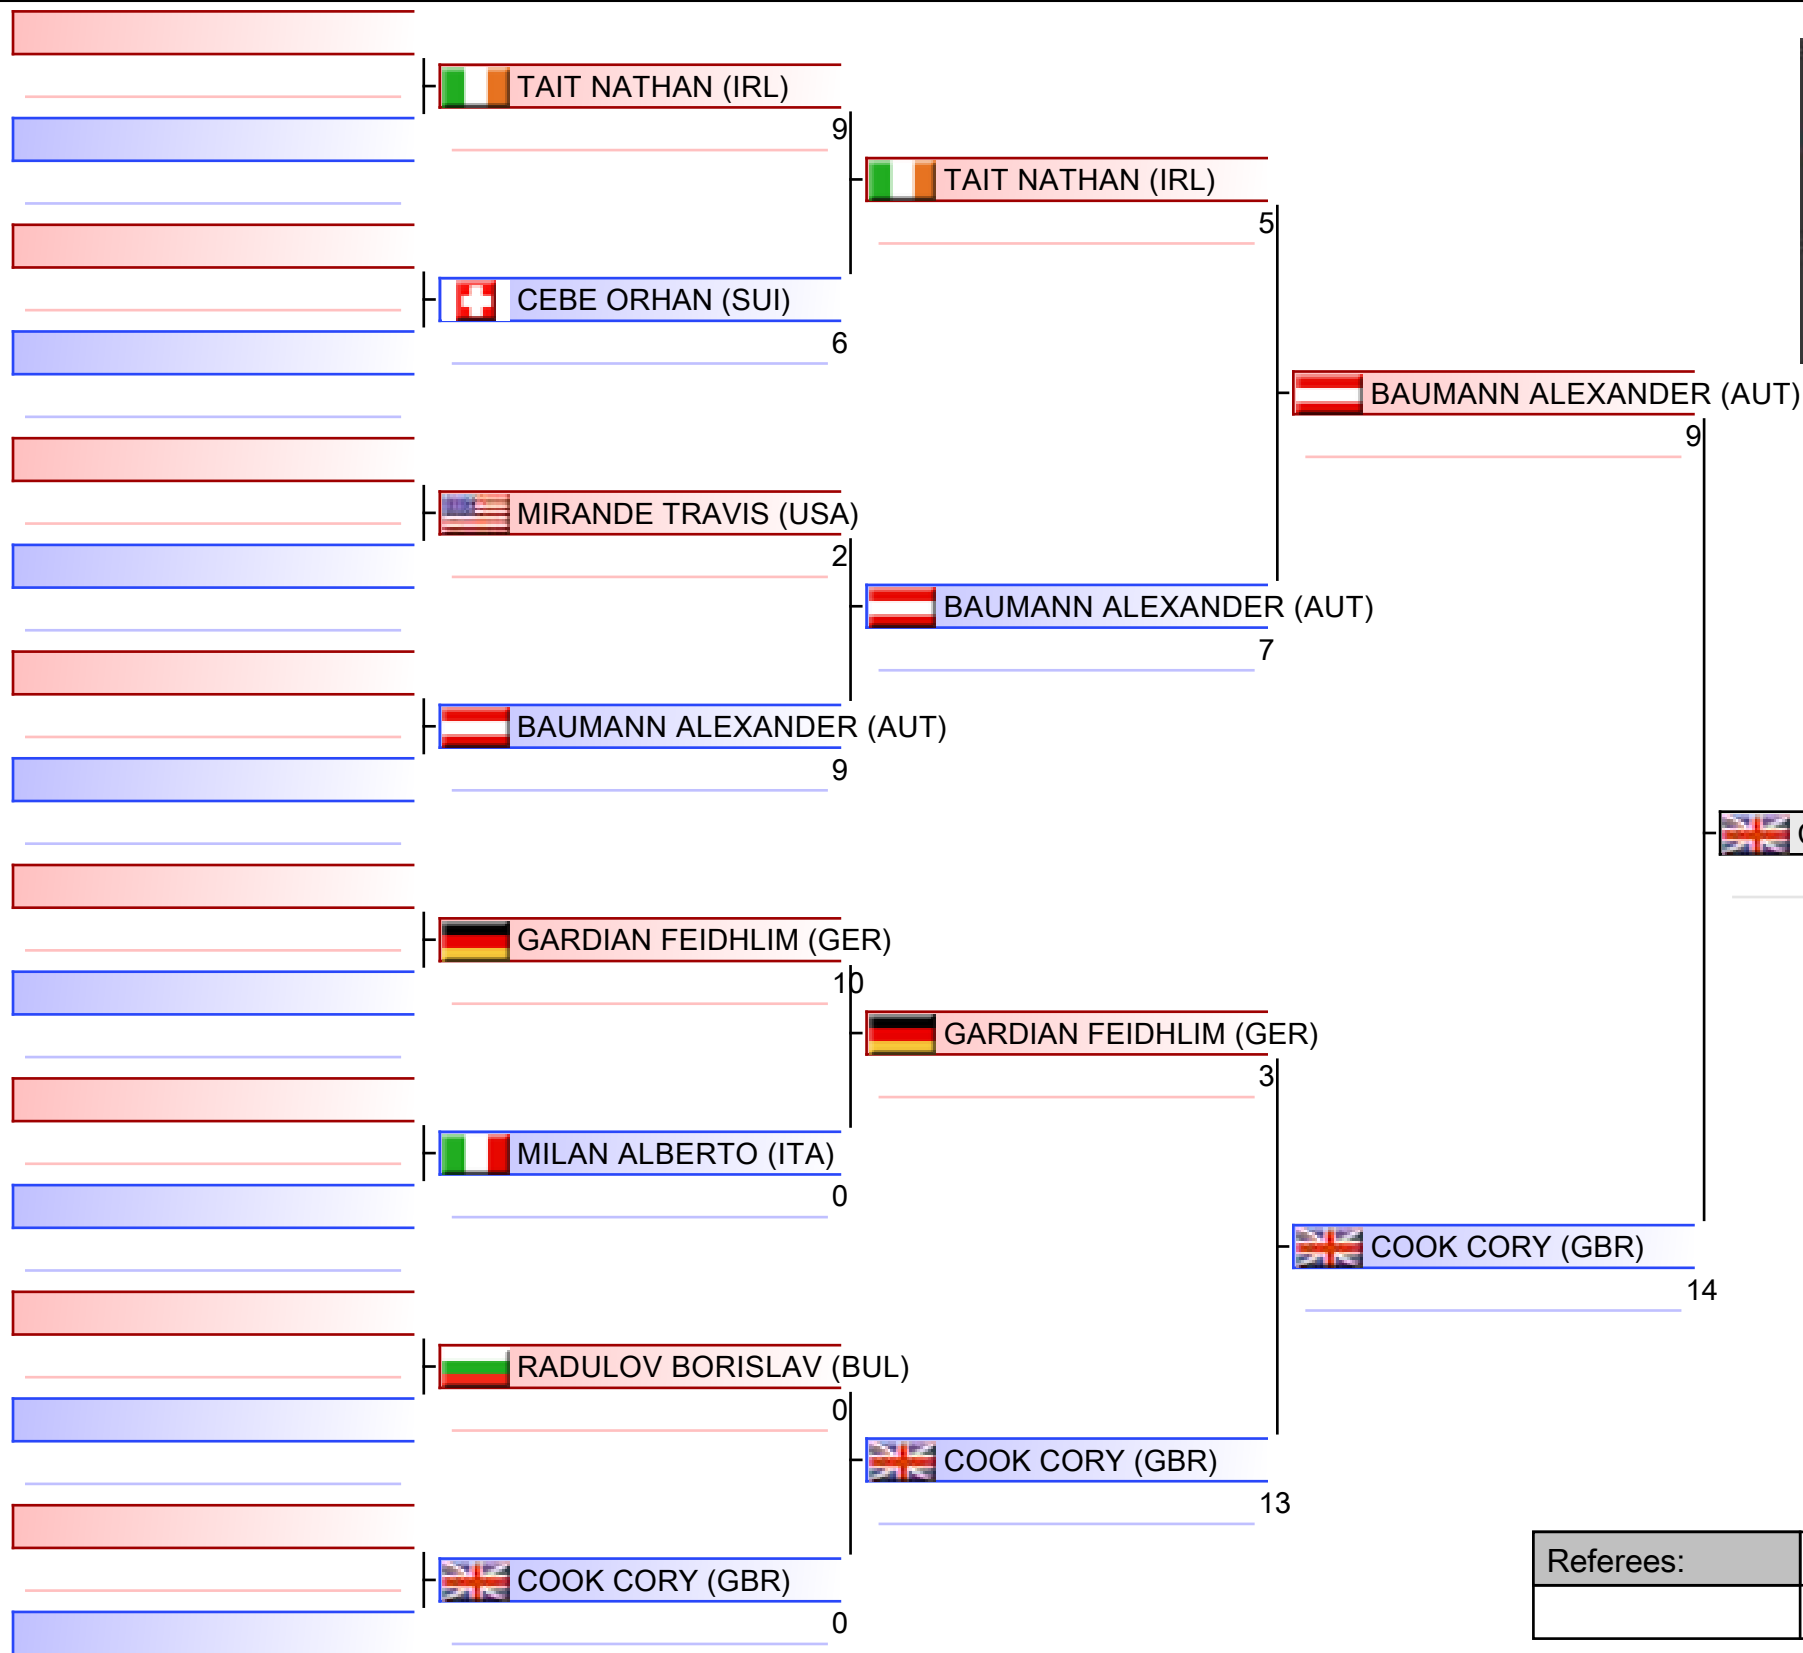 TAIT NATHAN (IRL)
9
TAIT NATHAN (IRL)
5
CEBE ORHAN (SUI)
6
BAUMANN ALEXANDER (AUT)
9
MIRANDE TRAVIS (USA)
2
BAUMANN ALEXANDER (AUT)
7
BAUMANN ALEXANDER (AUT)
9
GARDIAN FEIDHLIM (GER)
10
GARDIAN FEIDHLIM (GER)
3
MILAN ALBERTO (ITA)
0
COOK CORY (GBR)
14
RADULOV BORISLAV (BUL)
0
COOK CORY (GBR)
13
COOK CORY (GBR)
0
Referees: